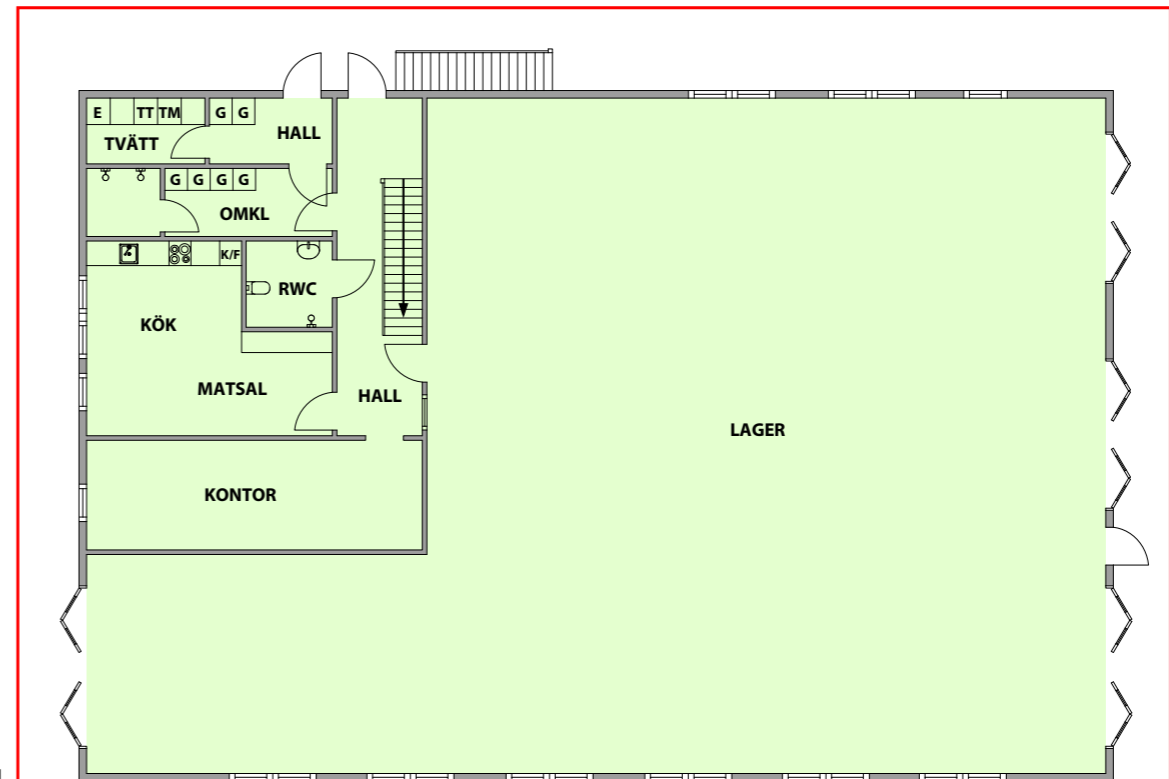 E TT TM G G
TVÄTT HALL
G G G G
OMKL
K/F
RWC
KÖK
MATSAL HALL
LAGER
KONTOR